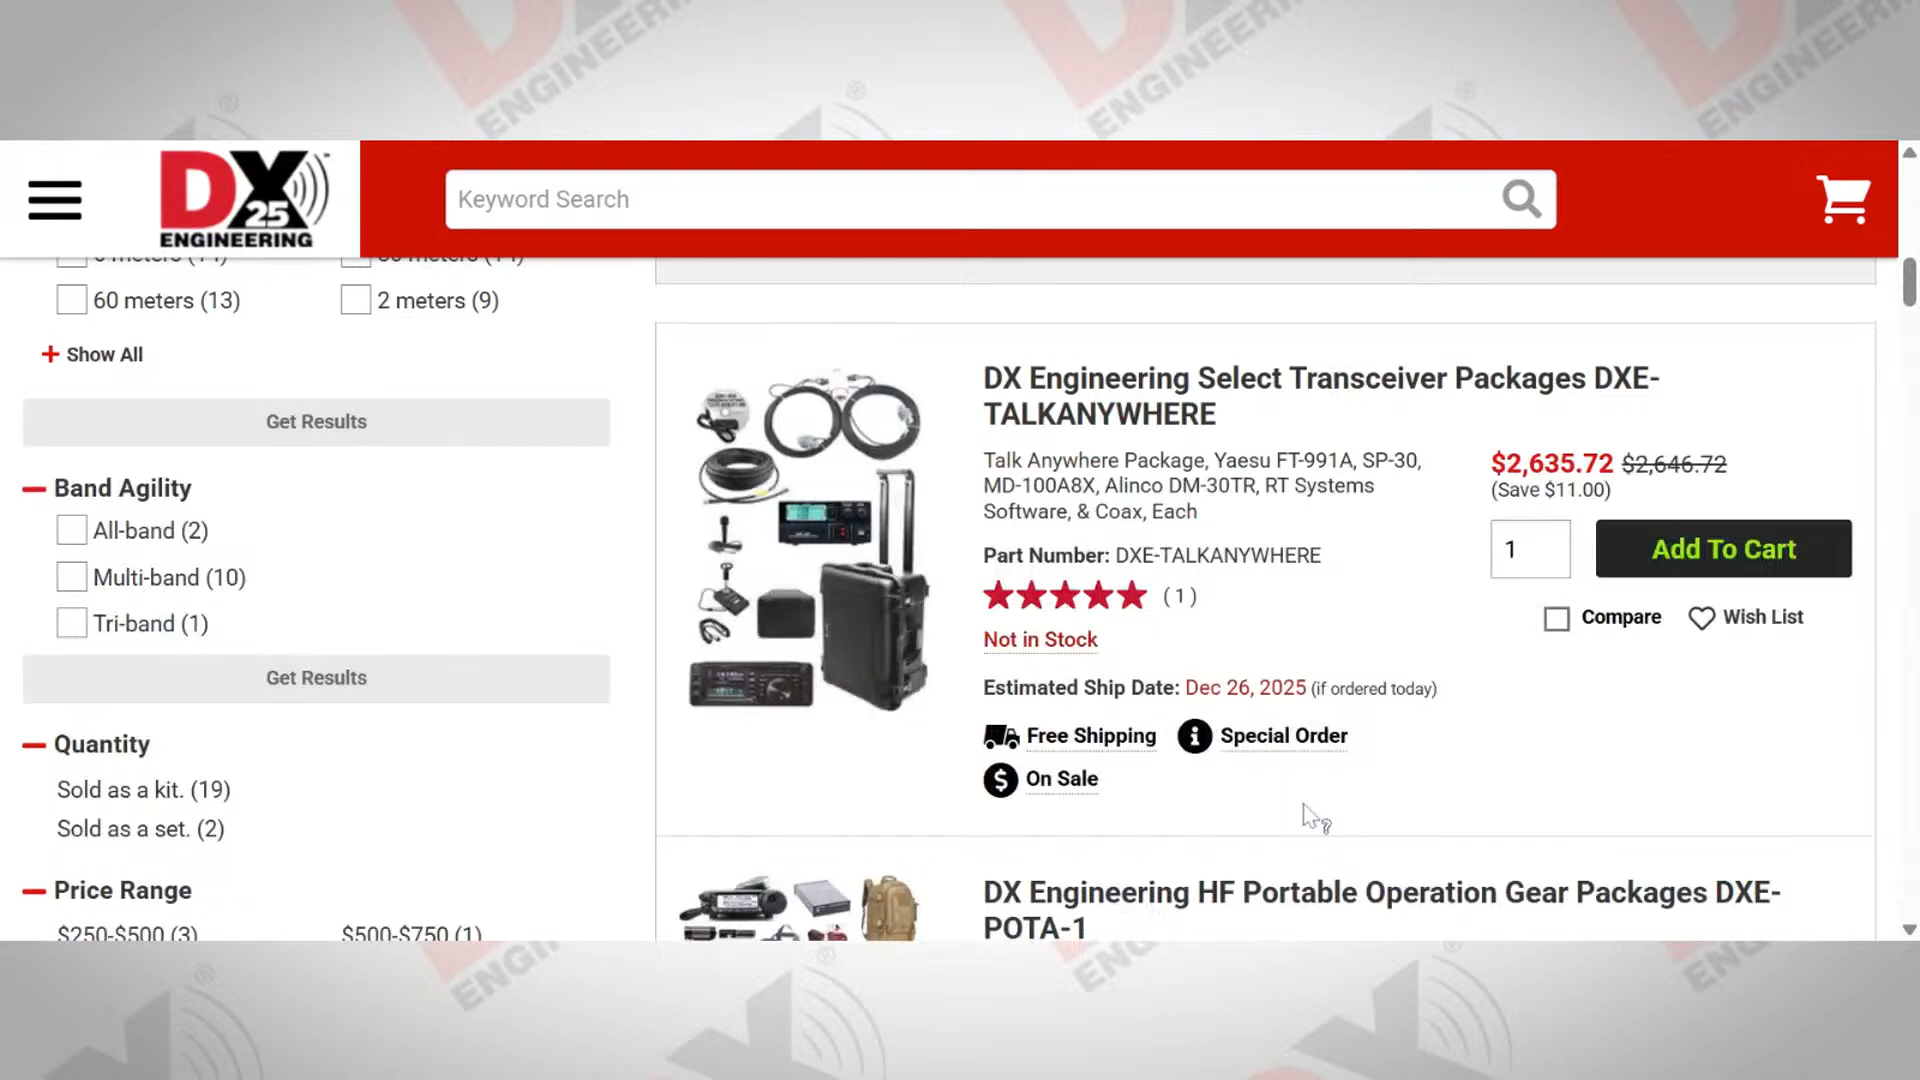 DX
25
ENGINEERING
Keyword Search
60 meters (13)
2 meters (9)
+ Show All
Get Results
Band Agility
All-band (2)
Multi-band (10)
Tri-band (1)
Get Results
Quantity
Sold as a kit. (19)
Sold as a set. (2)
Price Range
$250-$500 (3)
$500-$750 (1)
DX Engineering Select Transceiver Packages DXE-
TALKANYWHERE
Talk Anywhere Package, Yaesu FT-991A, SP-30,
MD-100A8X, Alinco DM-30TR, RT Systems
Software, & Coax, Each
Part Number: DXE-TALKANYWHERE
(1)
Not in Stock
Estimated Ship Date: Dec 26, 2025 (if ordered today)
Free Shipping
Special Order
On Sale
$2,635.72 $2,646.72
(Save $11.00)
1
Add To Cart
Compare
Wish List
DX Engineering HF Portable Operation Gear Packages DXE-
POTA-1